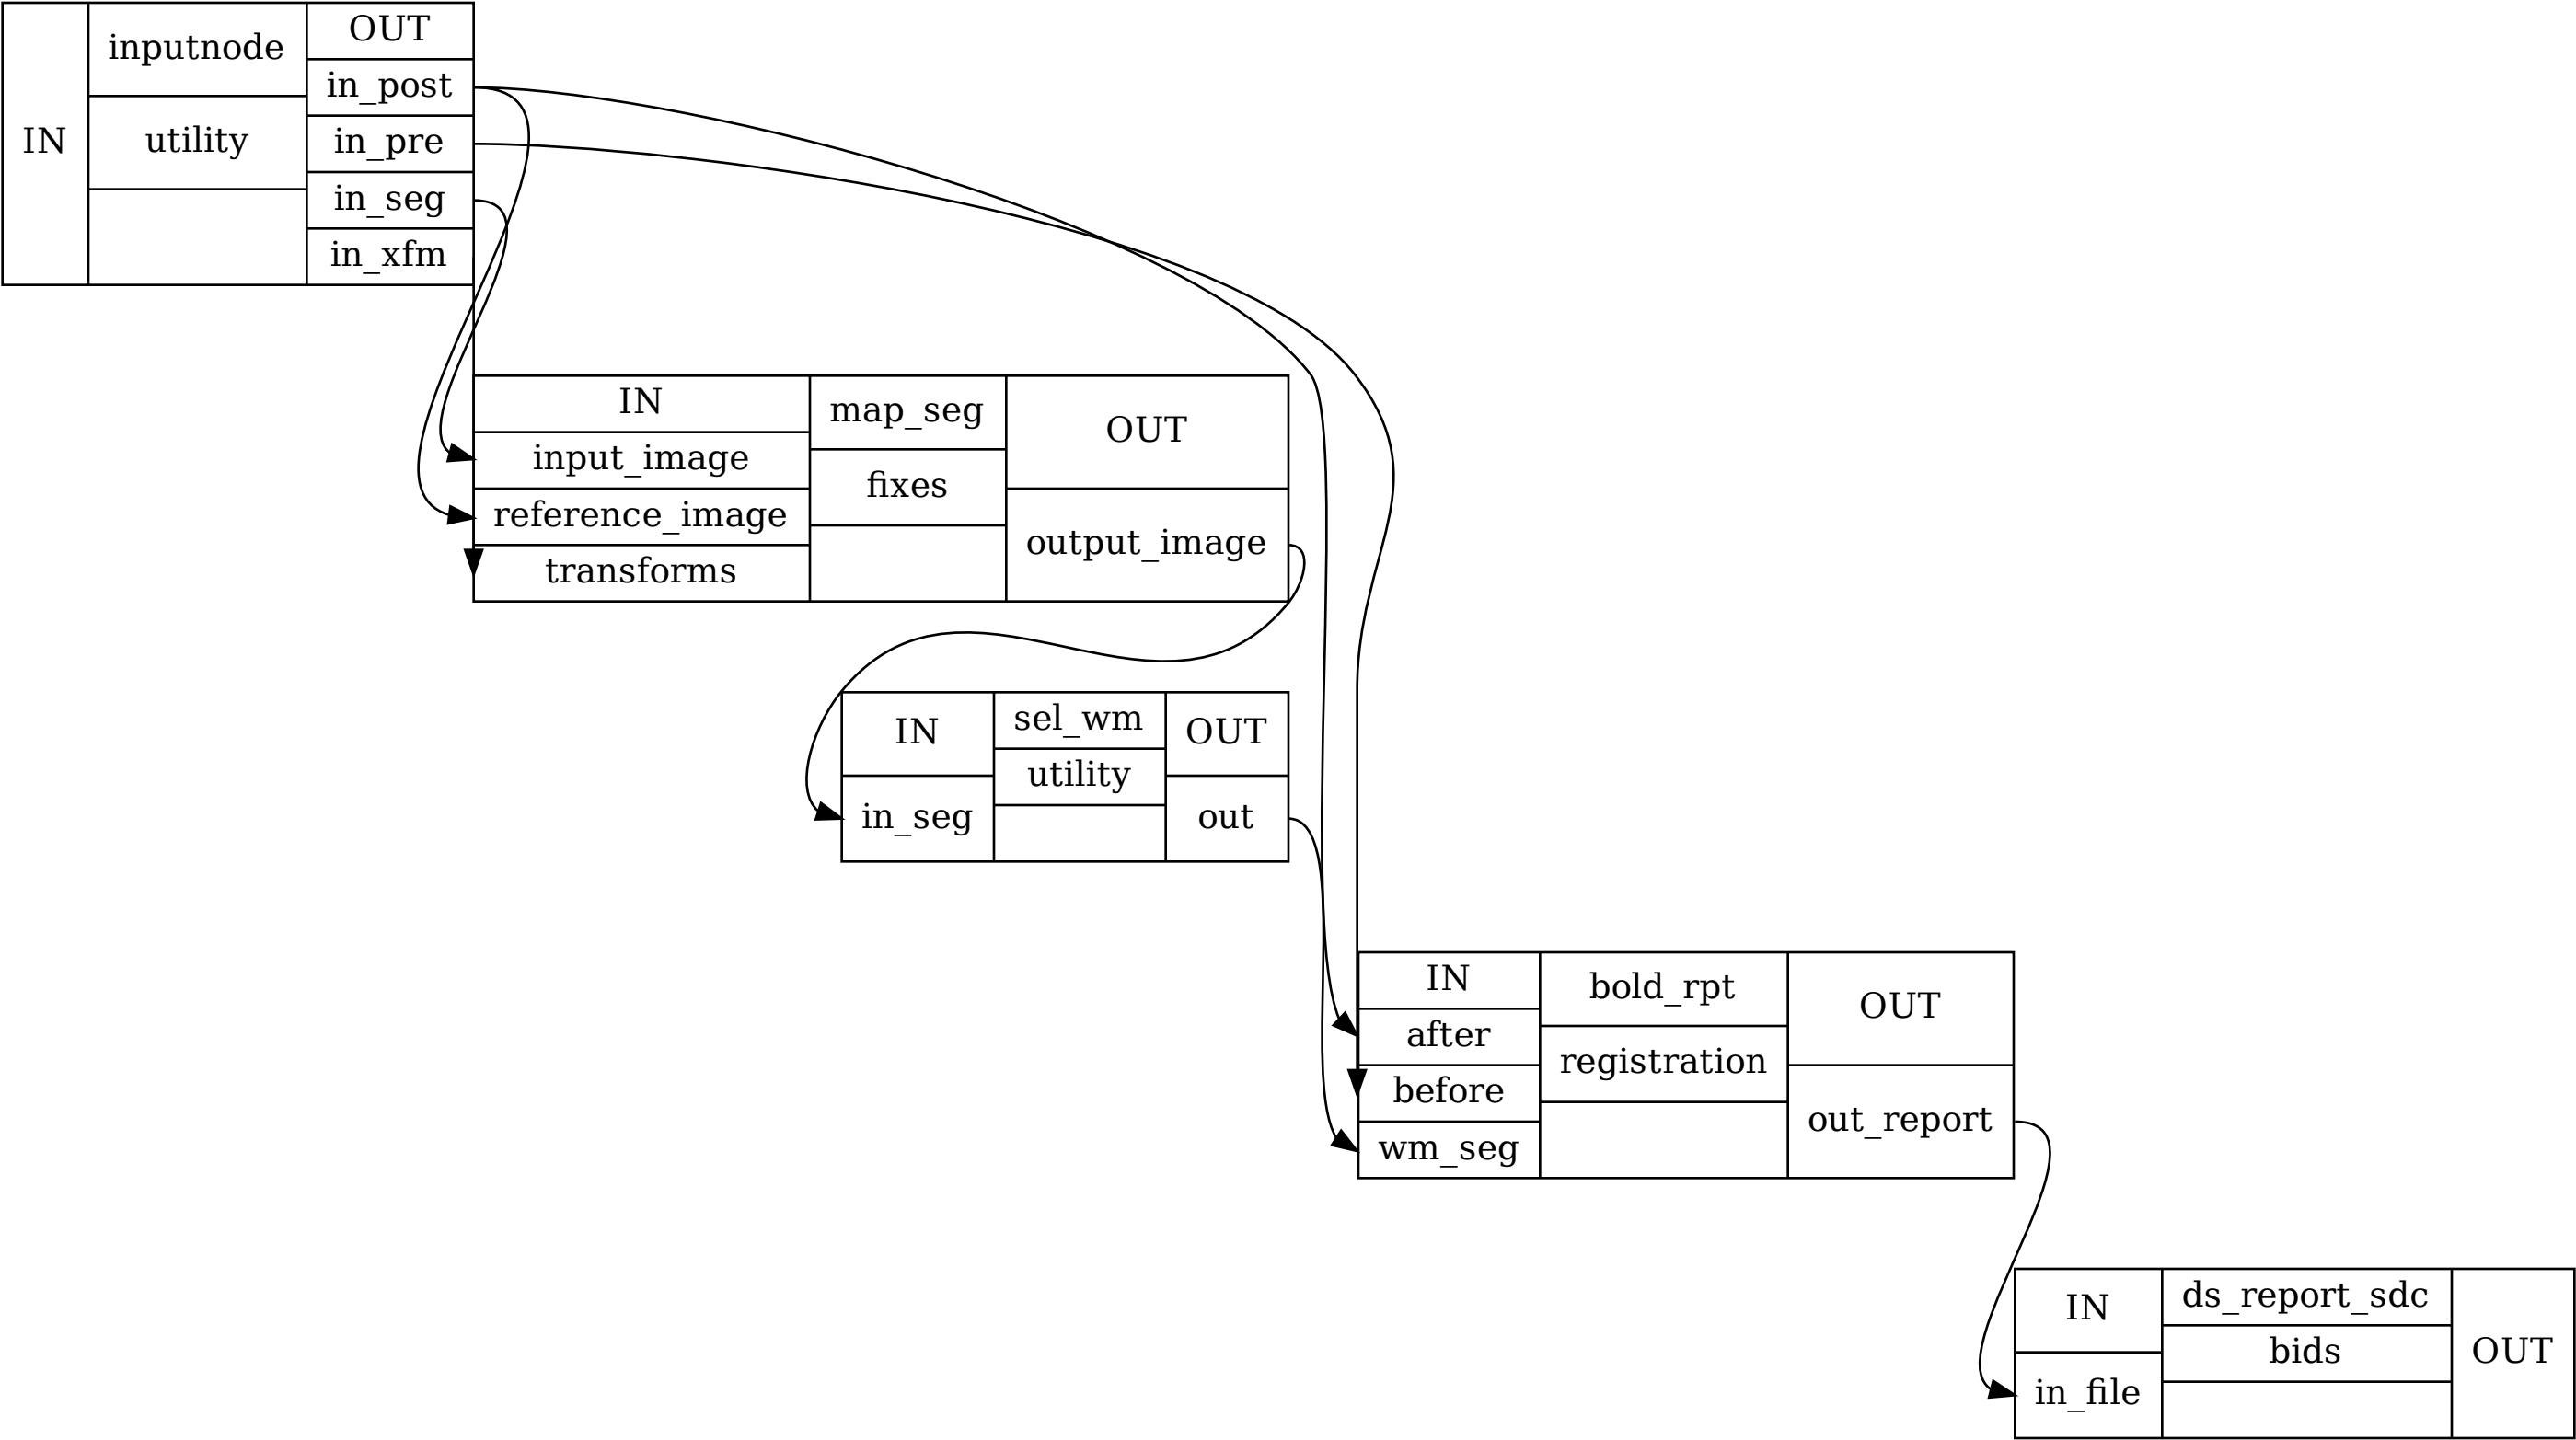 IN
inputnode
utility
OUT
in_post
in_pre
in_seg
in_xfm
IN
input_image
reference_image
transforms
map_seg
fixes
OUT
output_image
IN
in_seg
sel_wm
utility
OUT
out
IN
after
before
wm_seg
bold_rpt
registration
OUT
out_report
IN
in_file
ds_report_sdc
bids
OUT